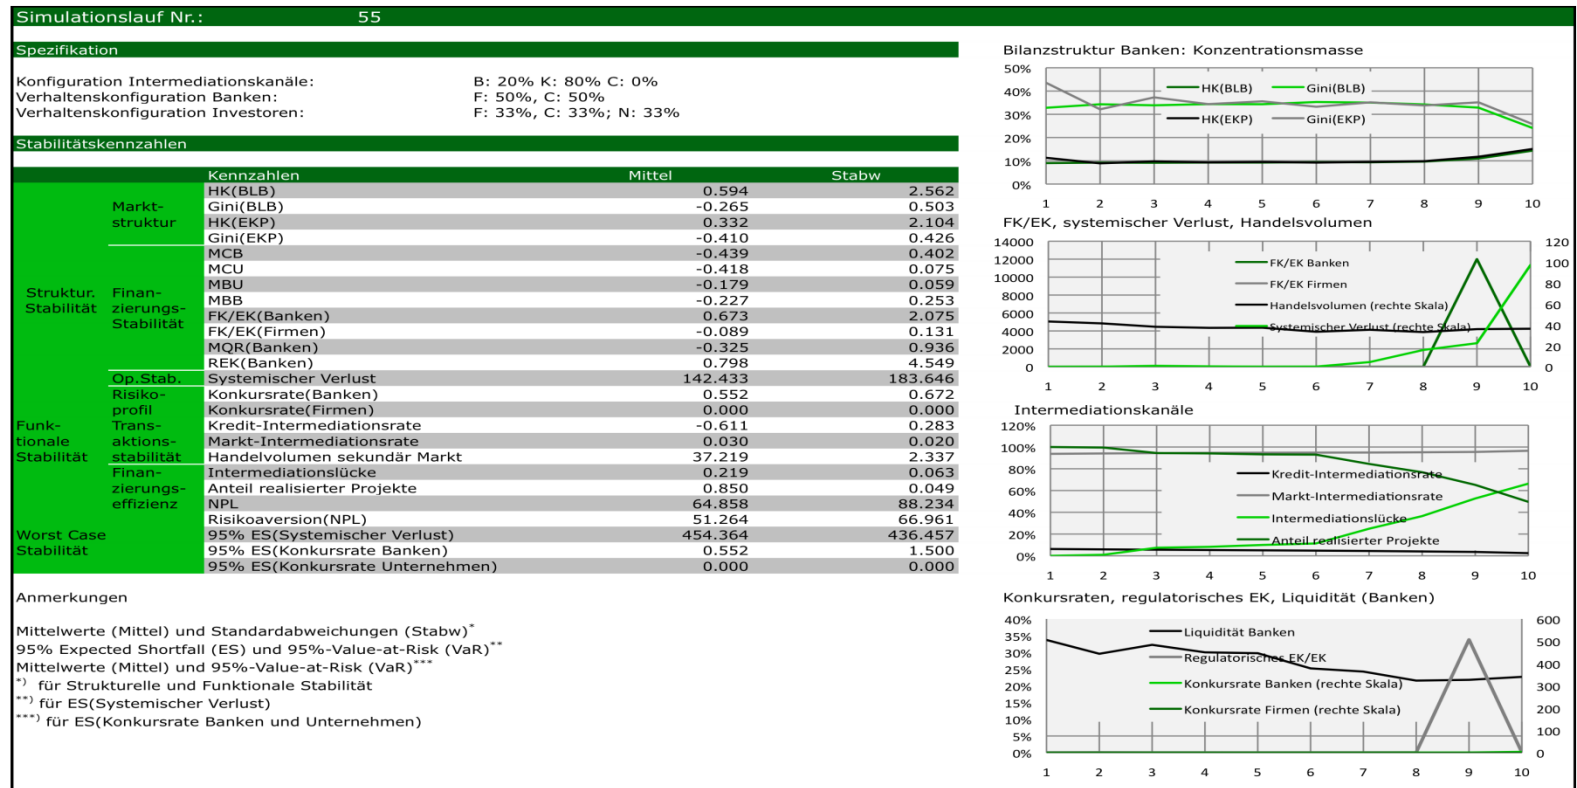 Simulationslauf Nr.: 55
Spezifikation
Konfiguration Intermediationskanäle: B: 20% K: 80% C: 0%
Verhaltenskonfiguration Banken: F: 50%, C: 50%
Verhaltenskonfiguration Investoren: F: 33%, C: 33%; N: 33%
Stabilitätskennzahlen
Kennzahlen Mittel Stabw
Struktur. Stabilität
Markt-struktur
HK(BLB) 0.594 2.562
Gini(BLB) -0.265 0.503
HK(EKP) 0.332 2.104
Gini(EKP) -0.410 0.426
Finan-zierungs-Stabilität
MCB -0.439 0.402
MCU -0.418 0.075
MBU -0.179 0.059
MBB -0.227 0.253
FK/EK(Banken) 0.673 2.075
FK/EK(Firmen) -0.089 0.131
MQR(Banken) -0.325 0.936
REK(Banken) 0.798 4.549
Op.Stab. Systemischer Verlust 142.433 183.646
Funk-tionale Stabilität
Risiko-profil
Konkursrate(Banken) 0.552 0.672
Konkursrate(Firmen) 0.000 0.000
Trans-aktions-stabilität
Kredit-Intermediationsrate -0.611 0.283
Markt-Intermediationsrate 0.030 0.020
Handelvolumen sekundär Markt 37.219 2.337
Finan-zierungs-effizienz
Intermediationslücke 0.219 0.063
Anteil realisierter Projekte 0.850 0.049
NPL 64.858 88.234
Risikoaversion(NPL) 51.264 66.961
Worst Case Stabilität
95% ES(Systemischer Verlust) 454.364 436.457
95% ES(Konkursrate Banken) 0.552 1.500
95% ES(Konkursrate Unternehmen) 0.000 0.000
Anmerkungen
Mittelwerte (Mittel) und Standardabweichungen (Stabw)*
95% Expected Shortfall (ES) und 95%-Value-at-Risk (VaR)**
Mittelwerte (Mittel) und 95%-Value-at-Risk (VaR)***
*) für Strukturelle und Funktionale Stabilität
**) für ES(Systemischer Verlust)
***) für ES(Konkursrate Banken und Unternehmen)
Bilanzstruktur Banken: Konzentrationsmasse
50%
40%
30%
20%
10%
0%
HK(BLB) Gini(BLB)
HK(EKP) Gini(EKP)
1 2 3 4 5 6 7 8 9 10
FK/EK, systemischer Verlust, Handelsvolumen
14000 120
12000 100
10000
8000 80
6000 60
4000 40
2000 20
0 0
FK/EK Banken
FK/EK Firmen
Handelsvolumen (rechte Skala)
Systemischer Verlust (rechte Skala)
1 2 3 4 5 6 7 8 9 10
Intermediationskanäle
120%
100%
80%
60%
40%
20%
0%
Kredit-Intermediationsrate
Markt-Intermediationsrate
Intermediationslücke
Anteil realisierter Projekte
1 2 3 4 5 6 7 8 9 10
Konkursraten, regulatorisches EK, Liquidität (Banken)
40% 600
35% 500
30% 400
25%
20% 300
15% 200
10% 100
5%
0% 0
Liquidität Banken
Regulatorisches EK/EK
Konkursrate Banken (rechte Skala)
Konkursrate Firmen (rechte Skala)
1 2 3 4 5 6 7 8 9 10